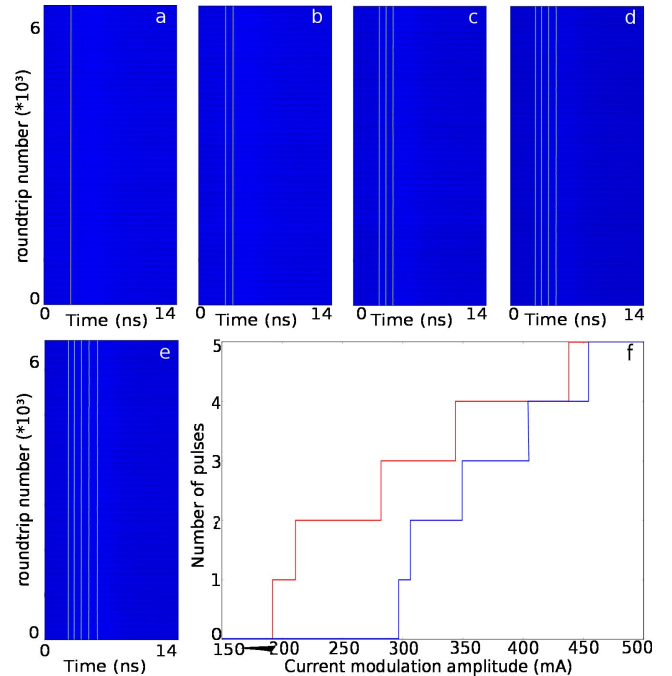 a
b
c
d
6
0
roundtrip number (*10³)
0 Time (ns) 14
0 Time (ns) 14
0 Time (ns) 14
0 Time (ns) 14
e
6
0
roundtrip number (*10³)
0 14
Time (ns)
f
5
4
3
2
1
0
Number of pulses
150 200 250 300 350 400 450 500
Current modulation amplitude (mA)